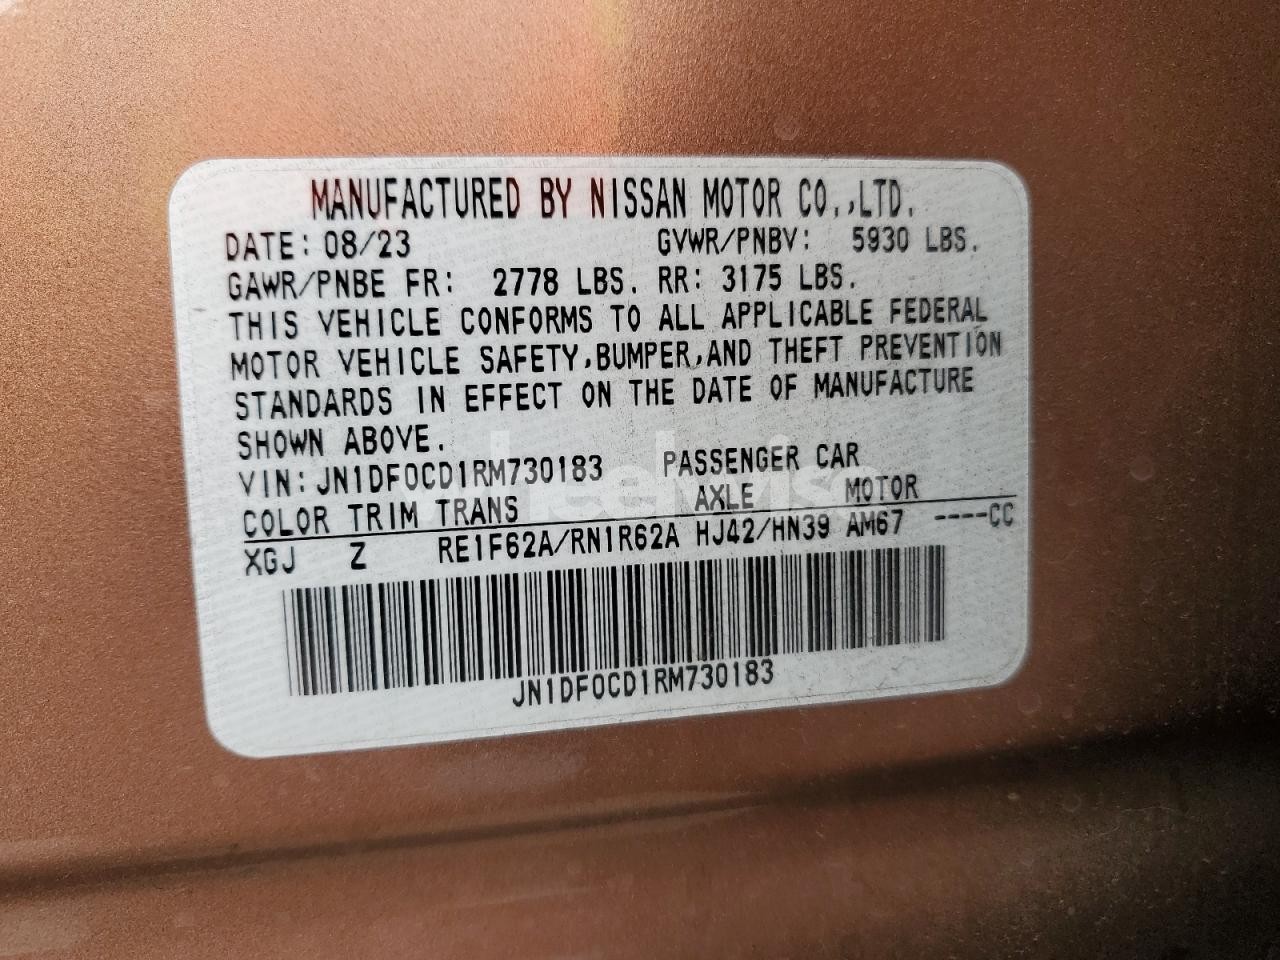 MANUFACTURED BY NISSAN MOTOR CO.,LTD.
DATE: 08/23 GVWR/PNBV: 5930 LBS.
GAWR/PNBE FR: 2778 LBS. RR: 3175 LBS.
THIS VEHICLE CONFORMS TO ALL APPLICABLE FEDERAL
MOTOR VEHICLE SAFETY,BUMPER,AND THEFT PREVENTION
STANDARDS IN EFFECT ON THE DATE OF MANUFACTURE
SHOWN ABOVE.
VIN: JN1DF0CD1RM730183 PASSENGER CAR
COLOR TRIM TRANS AXLE MOTOR
XGJ Z RE1F62A/RN1R62A HJ42/HN39 AM67 ----CC
JN1DF0CD1RM730183